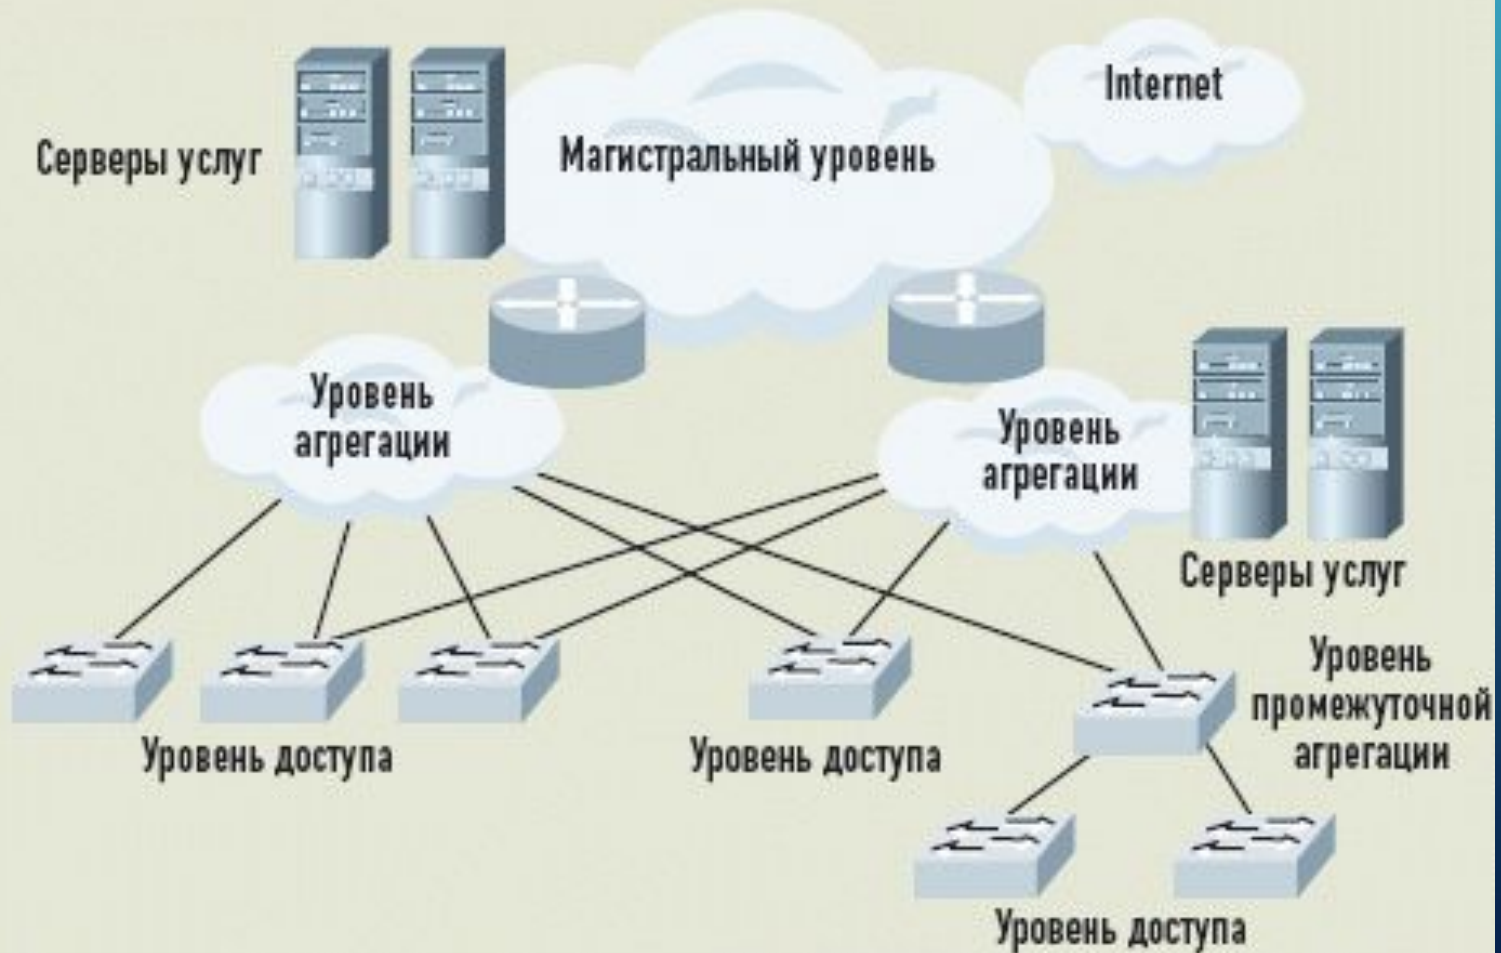 Internet
Серверы услуг
Магистральный уровень
Уровень
агрегации
Уровень
агрегации
Серверы услуг
Уровень
промежуточной
агрегации
Уровень доступа
Уровень доступа
Уровень доступа